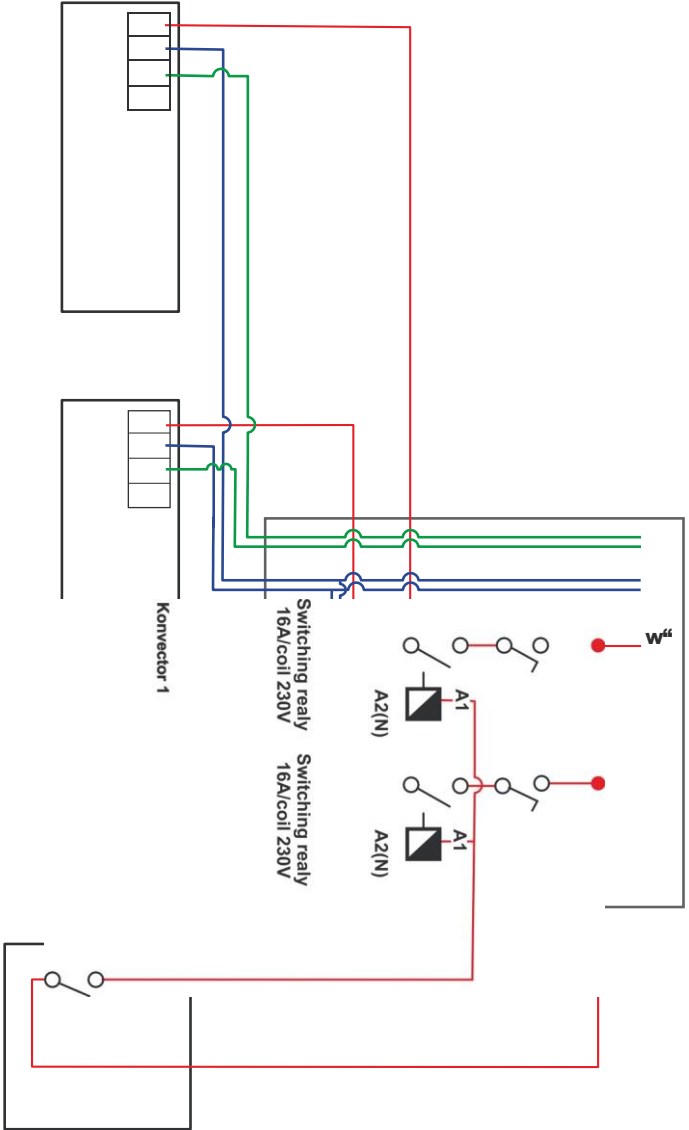 w“
Konvector 1
Switching realy
16A/coil 230V
A1
A2(N)
Switching realy
16A/coil 230V
A1
A2(N)